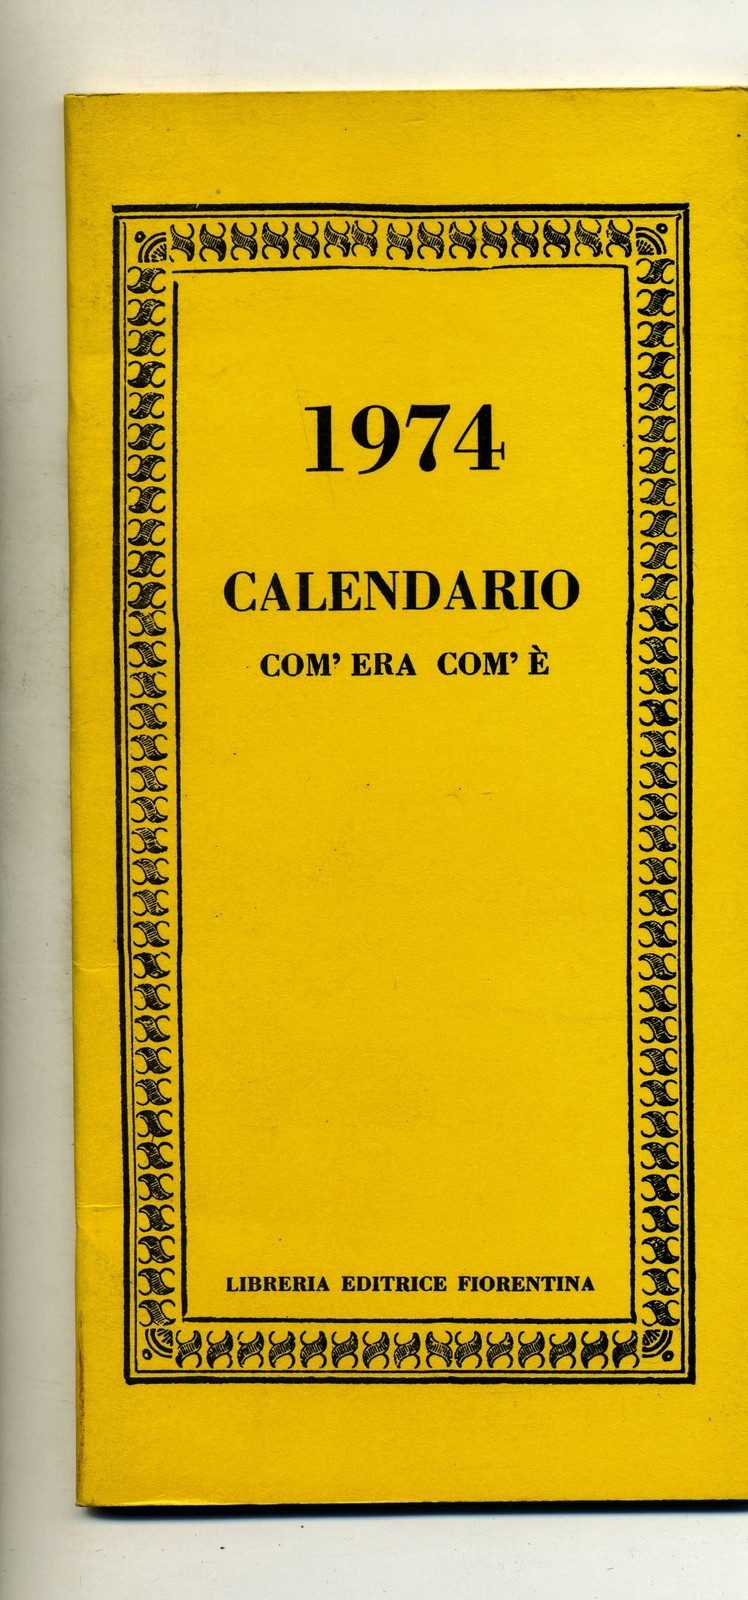 1974
CALENDARIO
COM' ERA COM' È
LIBRERIA EDITRICE FIORENTINA